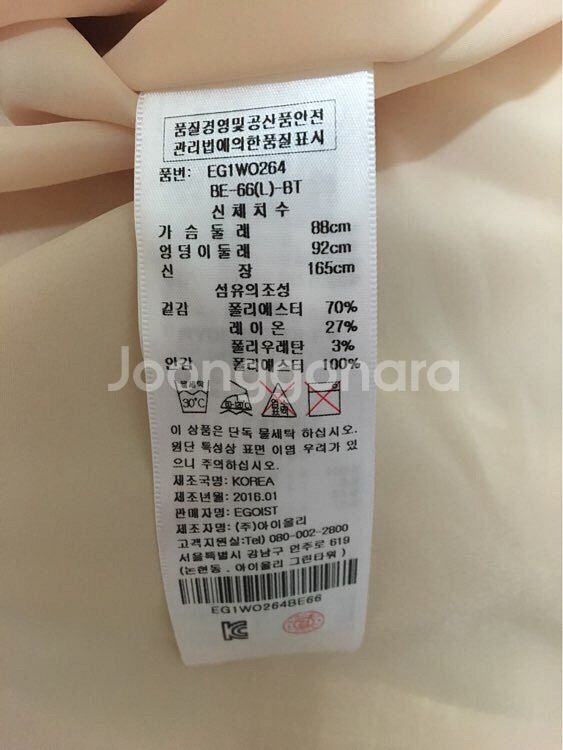 품질경영및공산품안전
관리법에의한품질표시
품번: EG1WO264
BE-66(L)-BT
신체치수
가슴둘레 88cm
엉덩이둘레 92cm
신장 165cm
섬유의조성
겉감 폴리에스터 70%
레이온 27%
폴리우레탄 3%
안감 폴리에스터 100%
Joonggonara
30℃
이 상품은 단독 물세탁 하십시오.
원단 특성상 표면 이염 우려가 있
으니 주의하십시오.
제조국명: KOREA
제조년월: 2016.01
판매자명: EGOIST
제조자명: (주)아이올리
고객지원실:Tel) 080-002-2800
서울특별시 강남구 언주로 619
(논현동, 아이올리 그린타워)
EG1WO264BE66